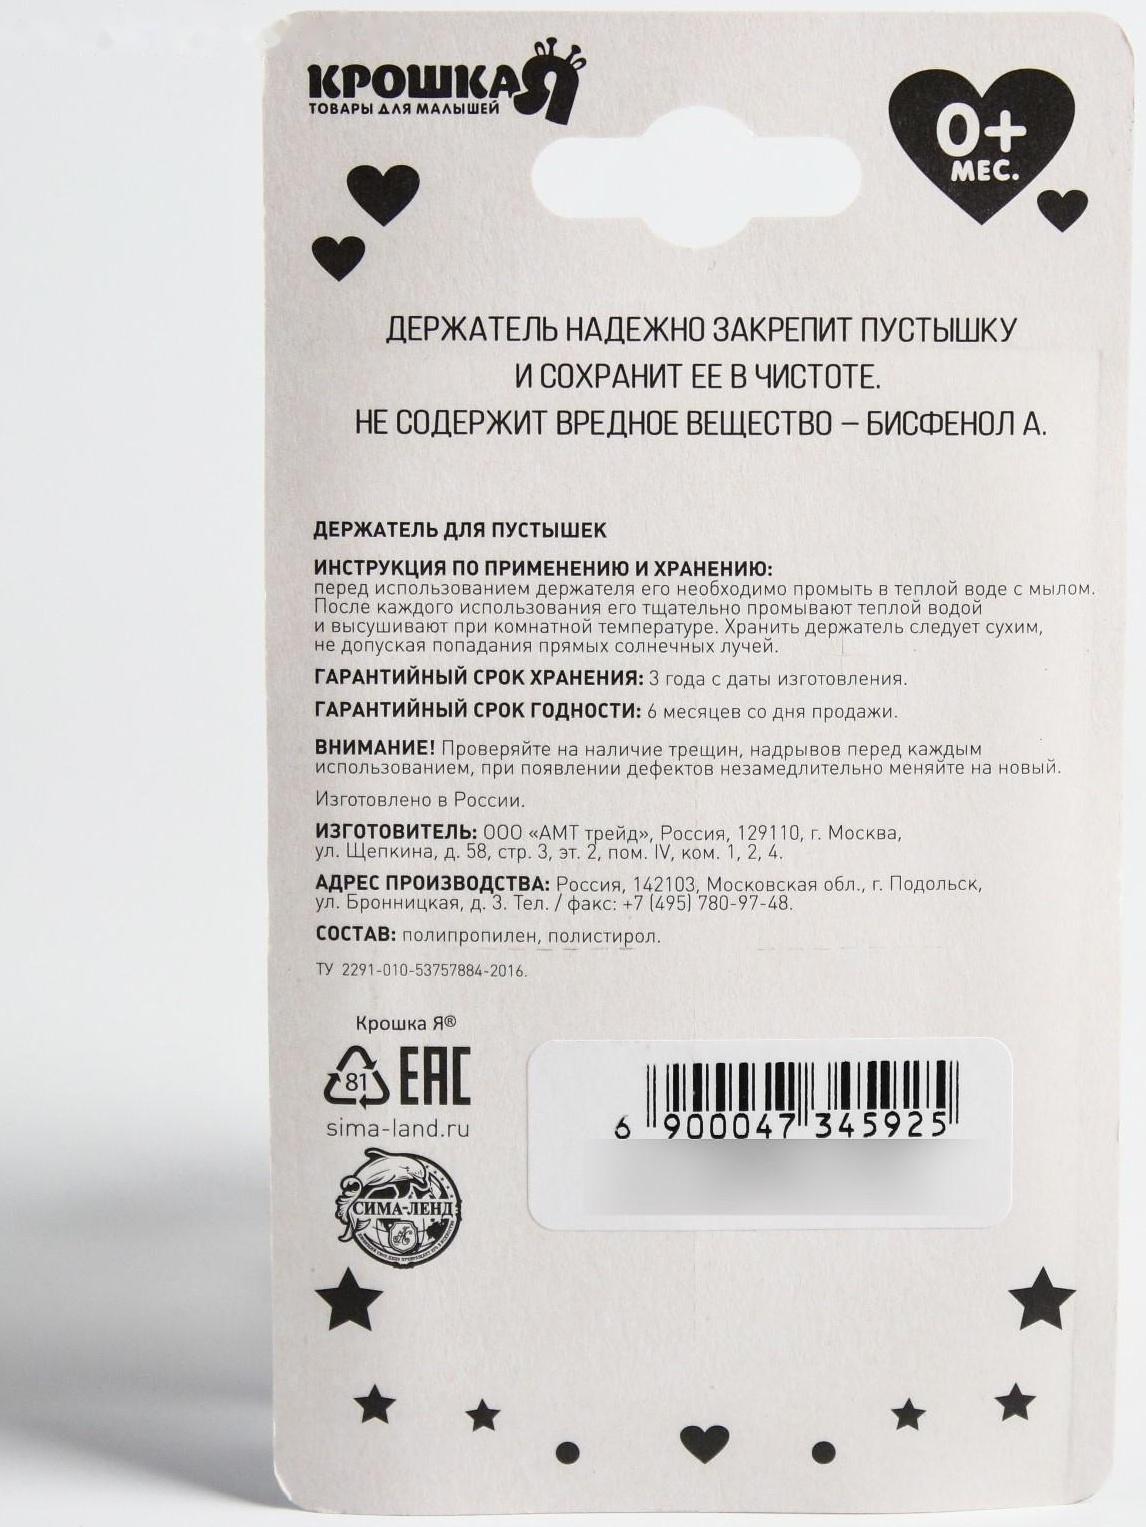 КРОШКА Я
ТОВАРЫ ДЛЯ МАЛЫШЕЙ
0+
МЕС.
ДЕРЖАТЕЛЬ НАДЕЖНО ЗАКРЕПИТ ПУСТЫШКУ
И СОХРАНИТ ЕЕ В ЧИСТОТЕ.
НЕ СОДЕРЖИТ ВРЕДНОЕ ВЕЩЕСТВО – БИСФЕНОЛ А.
ДЕРЖАТЕЛЬ ДЛЯ ПУСТЫШЕК
ИНСТРУКЦИЯ ПО ПРИМЕНЕНИЮ И ХРАНЕНИЮ:
перед использованием держателя его необходимо промыть в теплой воде с мылом.
После каждого использования его тщательно промывают теплой водой
и высушивают при комнатной температуре. Хранить держатель следует сухим,
не допуская попадания прямых солнечных лучей.
ГАРАНТИЙНЫЙ СРОК ХРАНЕНИЯ: 3 года с даты изготовления.
ГАРАНТИЙНЫЙ СРОК ГОДНОСТИ: 6 месяцев со дня продажи.
ВНИМАНИЕ! Проверяйте на наличие трещин, надрывов перед каждым
использованием, при появлении дефектов незамедлительно меняйте на новый.
Изготовлено в России.
ИЗГОТОВИТЕЛЬ: ООО «АМТ трейд», Россия, 129110, г. Москва,
ул. Щепкина, д. 58, стр. 3, эт. 2, пом. IV, ком. 1, 2, 4.
АДРЕС ПРОИЗВОДСТВА: Россия, 142103, Московская обл., г. Подольск,
ул. Бронницкая, д. 3. Тел. / факс: +7 (495) 780-97-48.
СОСТАВ: полипропилен, полистирол.
ТУ 2291-010-53757884-2016.
Крошка Я®
81 EAC
sima-land.ru
СИМА-ЛЕНД
6 900047 345925